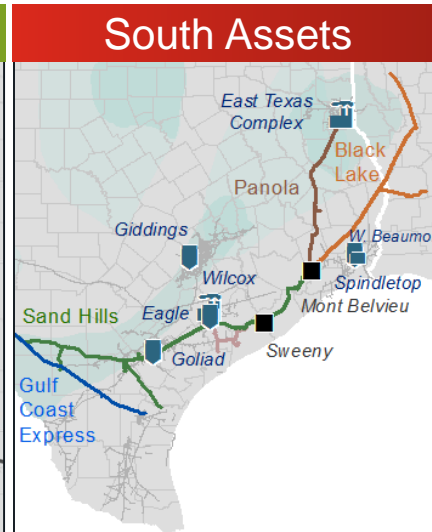 South Assets
East Texas
Complex
Black
Lake
Panola
Giddings
W. Beaumo
Wilcox
Spindletop
Mont Belvieu
Eagle
Sand Hills
Sweeny
Goliad
Gulf
Coast
Express